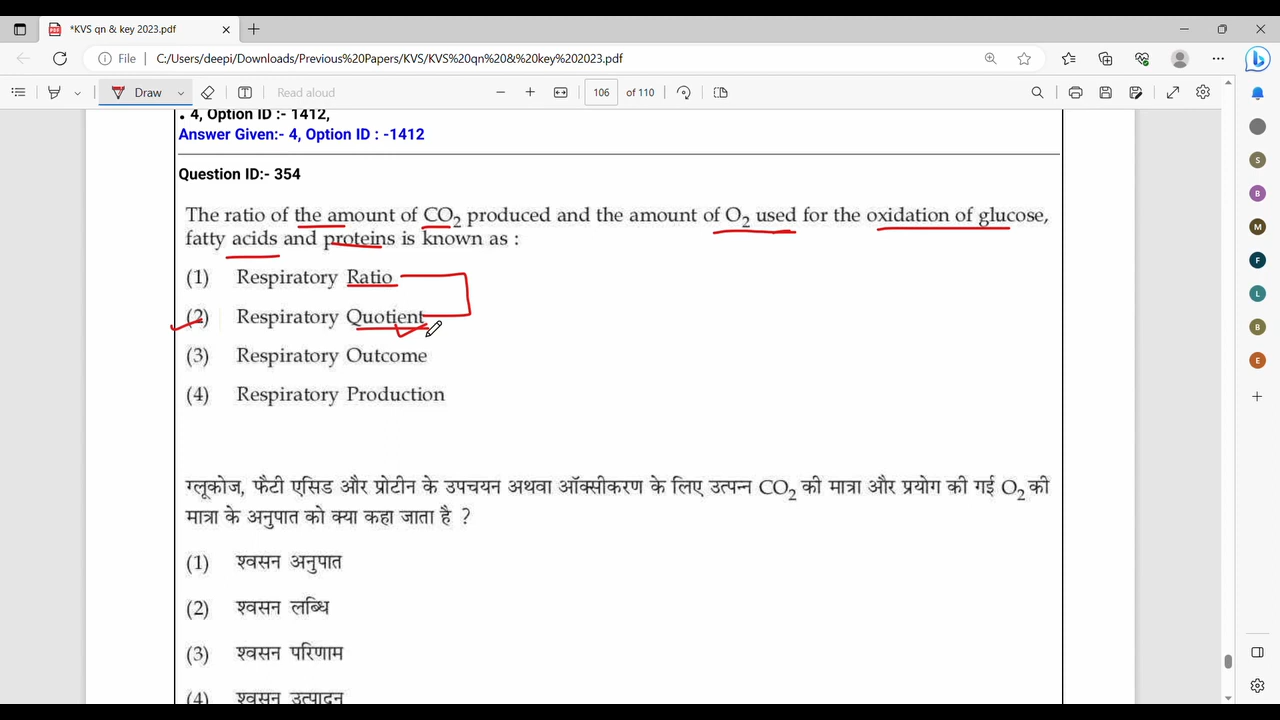 *KVS qn & key 2023.pdf
File C:/Users/deepi/Downloads/Previous%20Papers/KVS/KVS%20qn%20&%20key%202023.pdf
Draw Read aloud 106 of 110
. 4, Option ID :- 1412,
Answer Given:- 4, Option ID : -1412
Question ID:- 354
The ratio of the amount of CO2 produced and the amount of O2 used for the oxidation of glucose,
fatty acids and proteins is known as :
(1) Respiratory Ratio
(2) Respiratory Quotient
(3) Respiratory Outcome
(4) Respiratory Production
ग्लूकोज, फैटी एसिड और प्रोटीन के उपचयन अथवा ऑक्सीकरण के लिए उत्पन्न CO2 की मात्रा और प्रयोग की गई O2 की
मात्रा के अनुपात को क्या कहा जाता है ?
(1) श्वसन अनुपात
(2) श्वसन लब्धि
(3) श्वसन परिणाम
(4) श्वसन उत्पादन
S
B
M
F
L
B
E